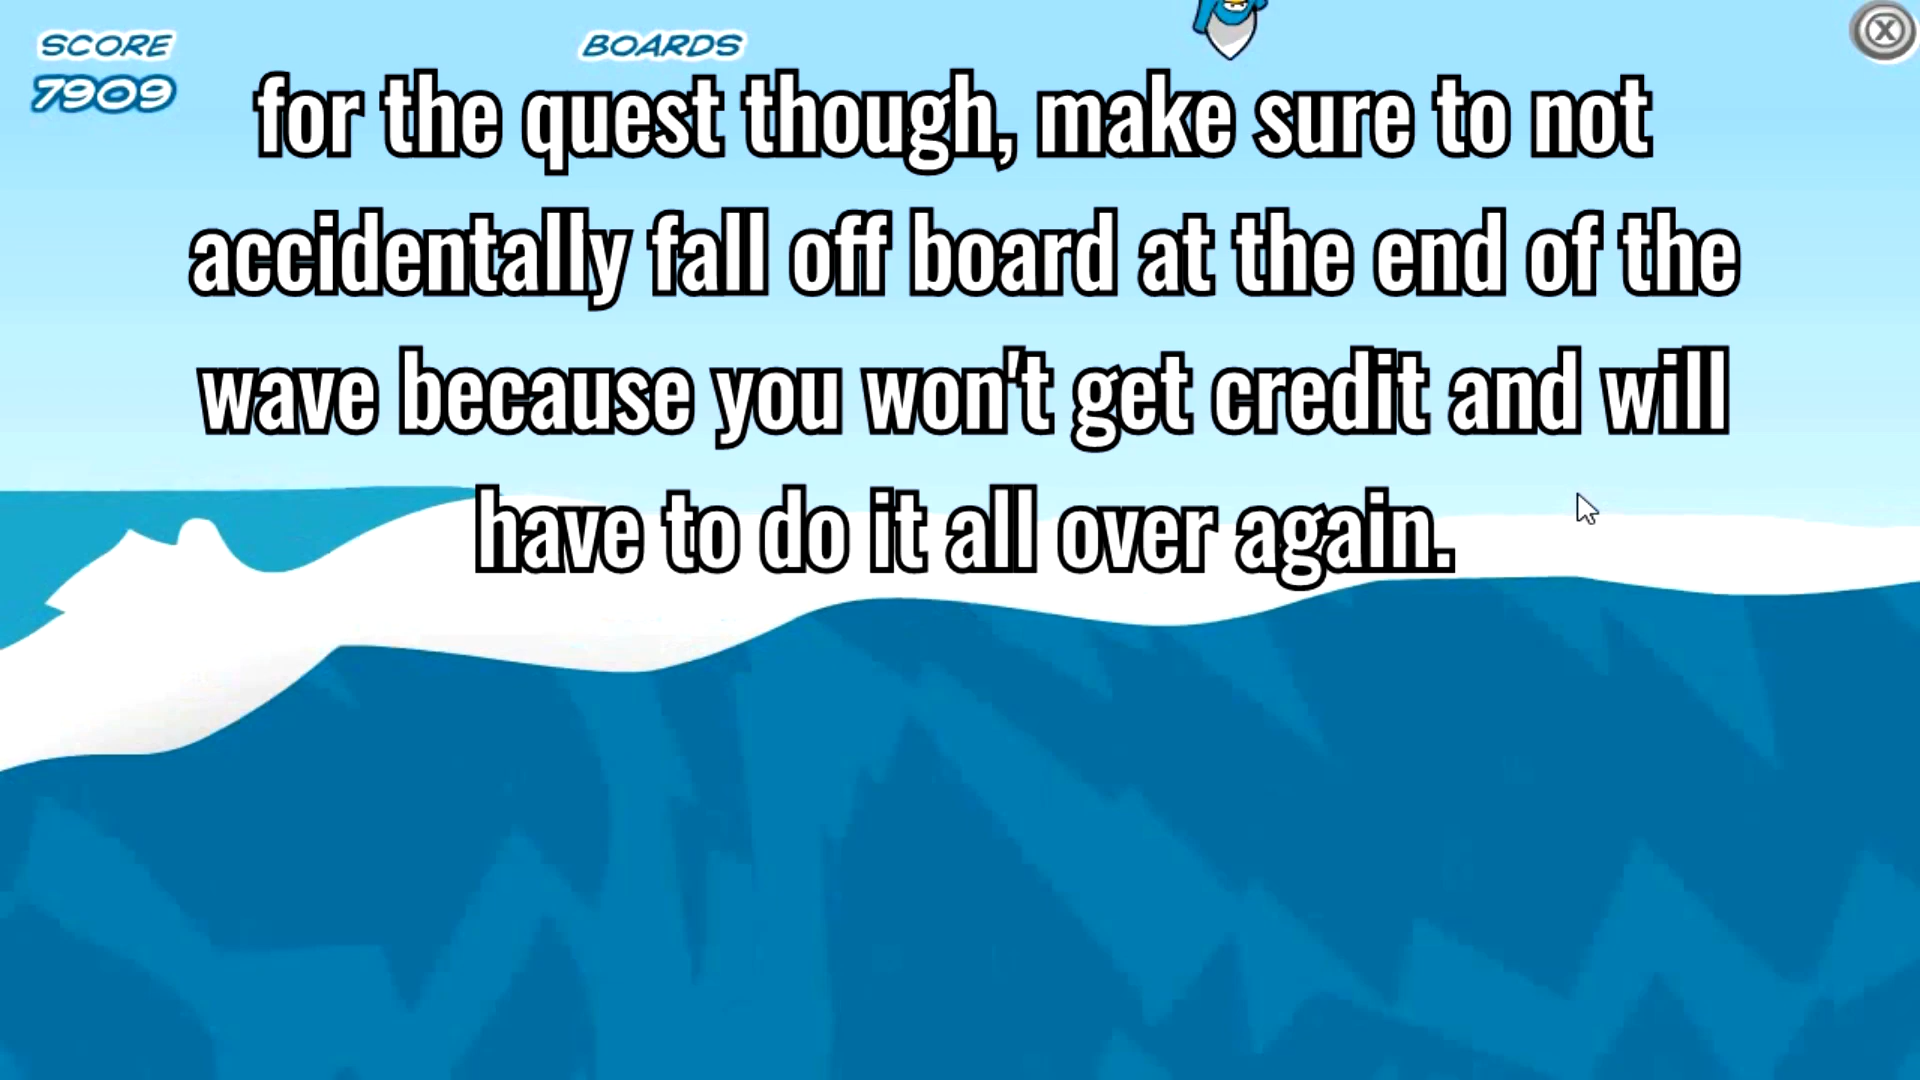 SCORE
BOARDS
7909
for the quest though, make sure to not
accidentally fall off board at the end of the
wave because you won't get credit and will
have to do it all over again.
X